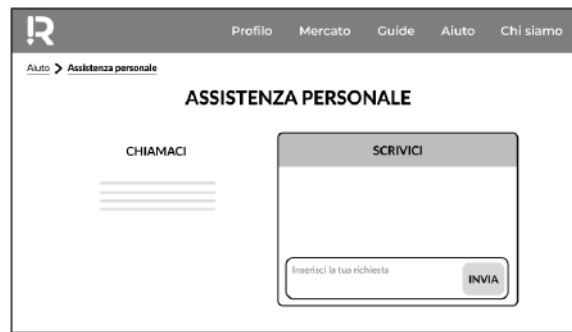 R Profilo Mercato Guide Aiuto Chi siamo
Aiuto > Assistenza personale
ASSISTENZA PERSONALE
CHIAMACI
SCRIVICI
Inserisci la tua richiesta
INVIA